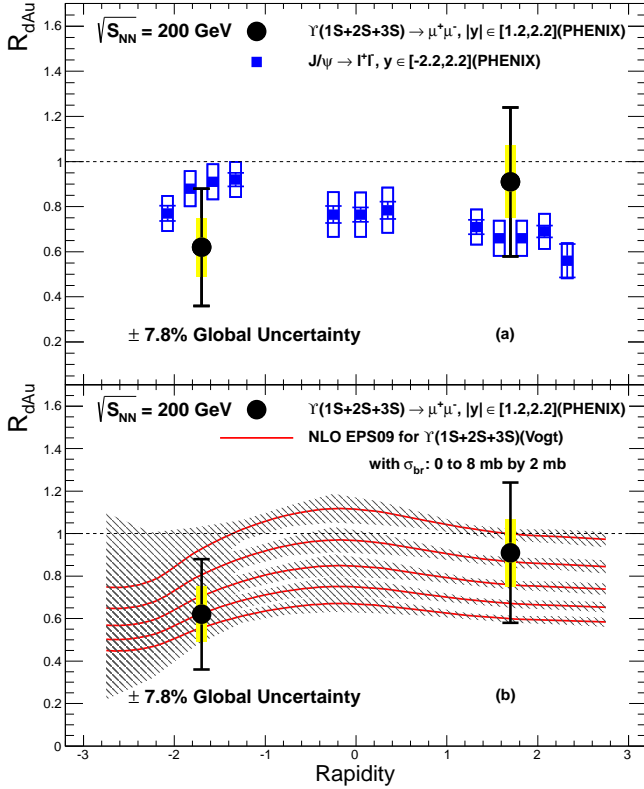 R_dAu
√S_NN = 200 GeV
ϒ(1S+2S+3S) → μ⁺μ⁻, |y| ∈ [1.2,2.2](PHENIX)
J/ψ → l⁺l⁻, y ∈ [-2.2,2.2](PHENIX)
1.6
1.4
1.2
1
0.8
0.6
0.4
0.2
± 7.8% Global Uncertainty
(a)
R_dAu
√S_NN = 200 GeV
ϒ(1S+2S+3S) → μ⁺μ⁻, |y| ∈ [1.2,2.2](PHENIX)
NLO EPS09 for ϒ(1S+2S+3S)(Vogt)
with σ_br: 0 to 8 mb by 2 mb
1.6
1.4
1.2
1
0.8
0.6
0.4
0.2
0
± 7.8% Global Uncertainty
(b)
-3 -2 -1 0 1 2 3
Rapidity